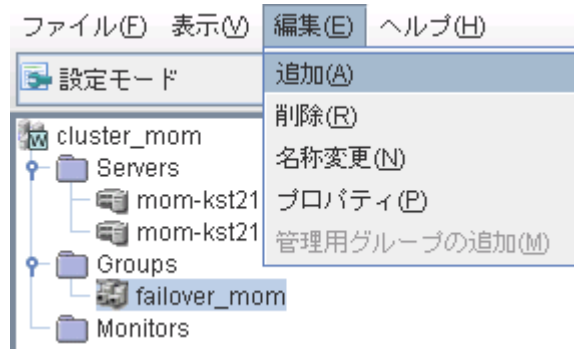 ファイル(F) 表示(V) 編集(E) ヘルプ(H)
設定モード
追加(A)
削除(R)
名称変更(N)
プロパティ(P)
管理用グループの追加(M)
cluster_mom
Servers
mom-kst21
mom-kst21
Groups
failover_mom
Monitors